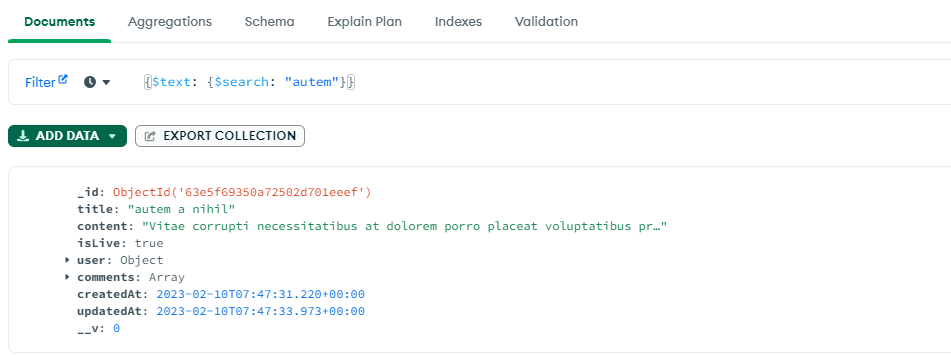 Documents Aggregations Schema Explain Plan Indexes Validation
Filter {$text: {$search: "autem"}}
ADD DATA EXPORT COLLECTION
_id: ObjectId('63e5f69350a72502d701eeef')
title: "autem a nihil"
content: "Vitae corrupti necessitatibus at dolorem porro placeat voluptatibus pr…"
isLive: true
user: Object
comments: Array
createdAt: 2023-02-10T07:47:31.220+00:00
updatedAt: 2023-02-10T07:47:33.973+00:00
__v: 0